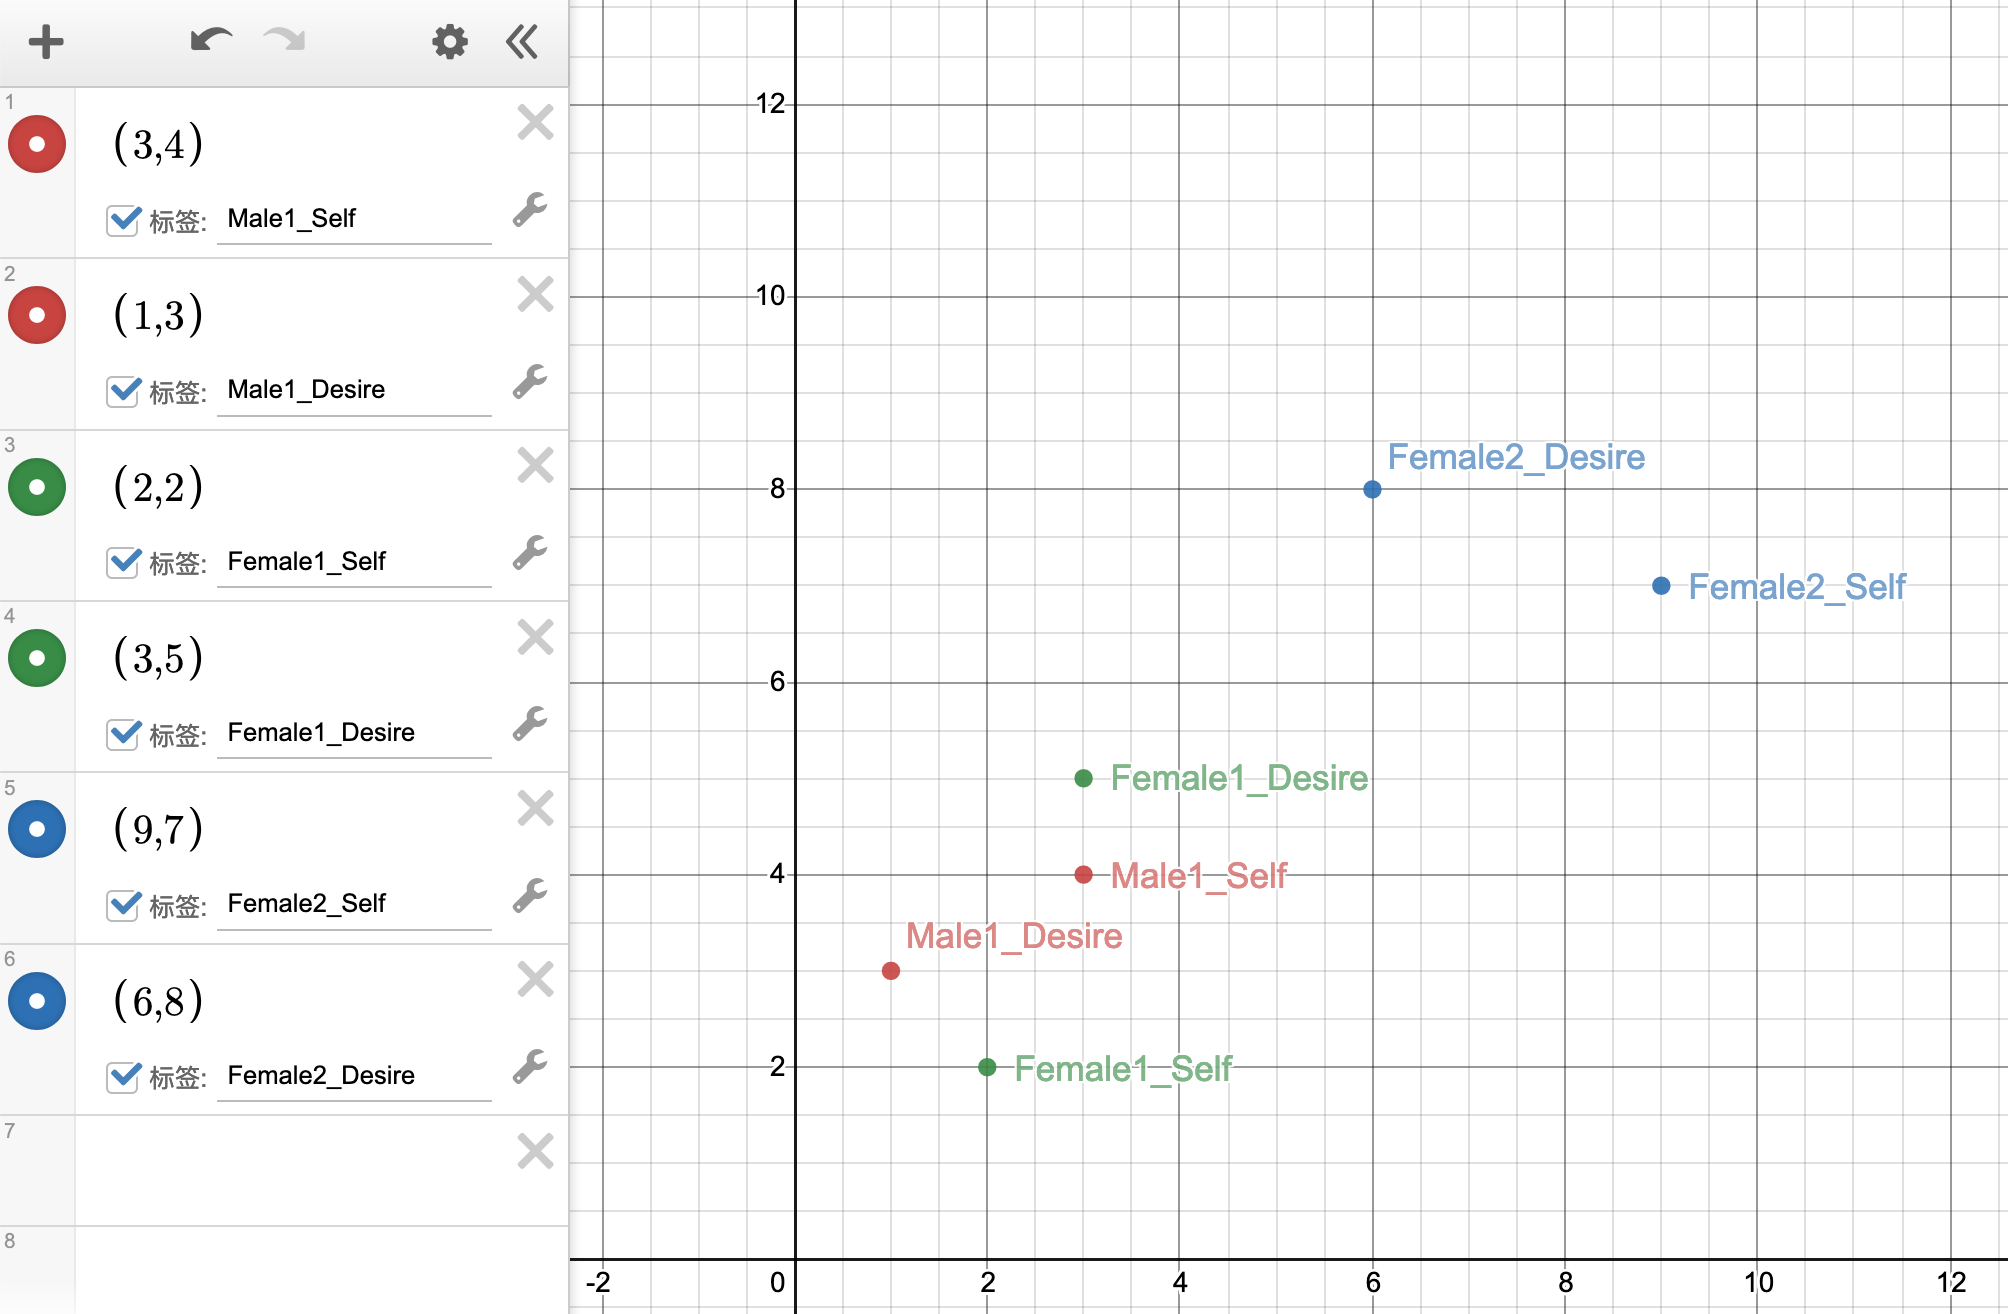 1
(3,4)
标签: Male1_Self
2
(1,3)
标签: Male1_Desire
3
(2,2)
标签: Female1_Self
4
(3,5)
标签: Female1_Desire
5
(9,7)
标签: Female2_Self
6
(6,8)
标签: Female2_Desire
7
8
12
10
Female2_Desire
8
Female2_Self
6
Female1_Desire
4
Male1_Self
Male1_Desire
2
Female1_Self
-2 0 2 4 6 8 10 12